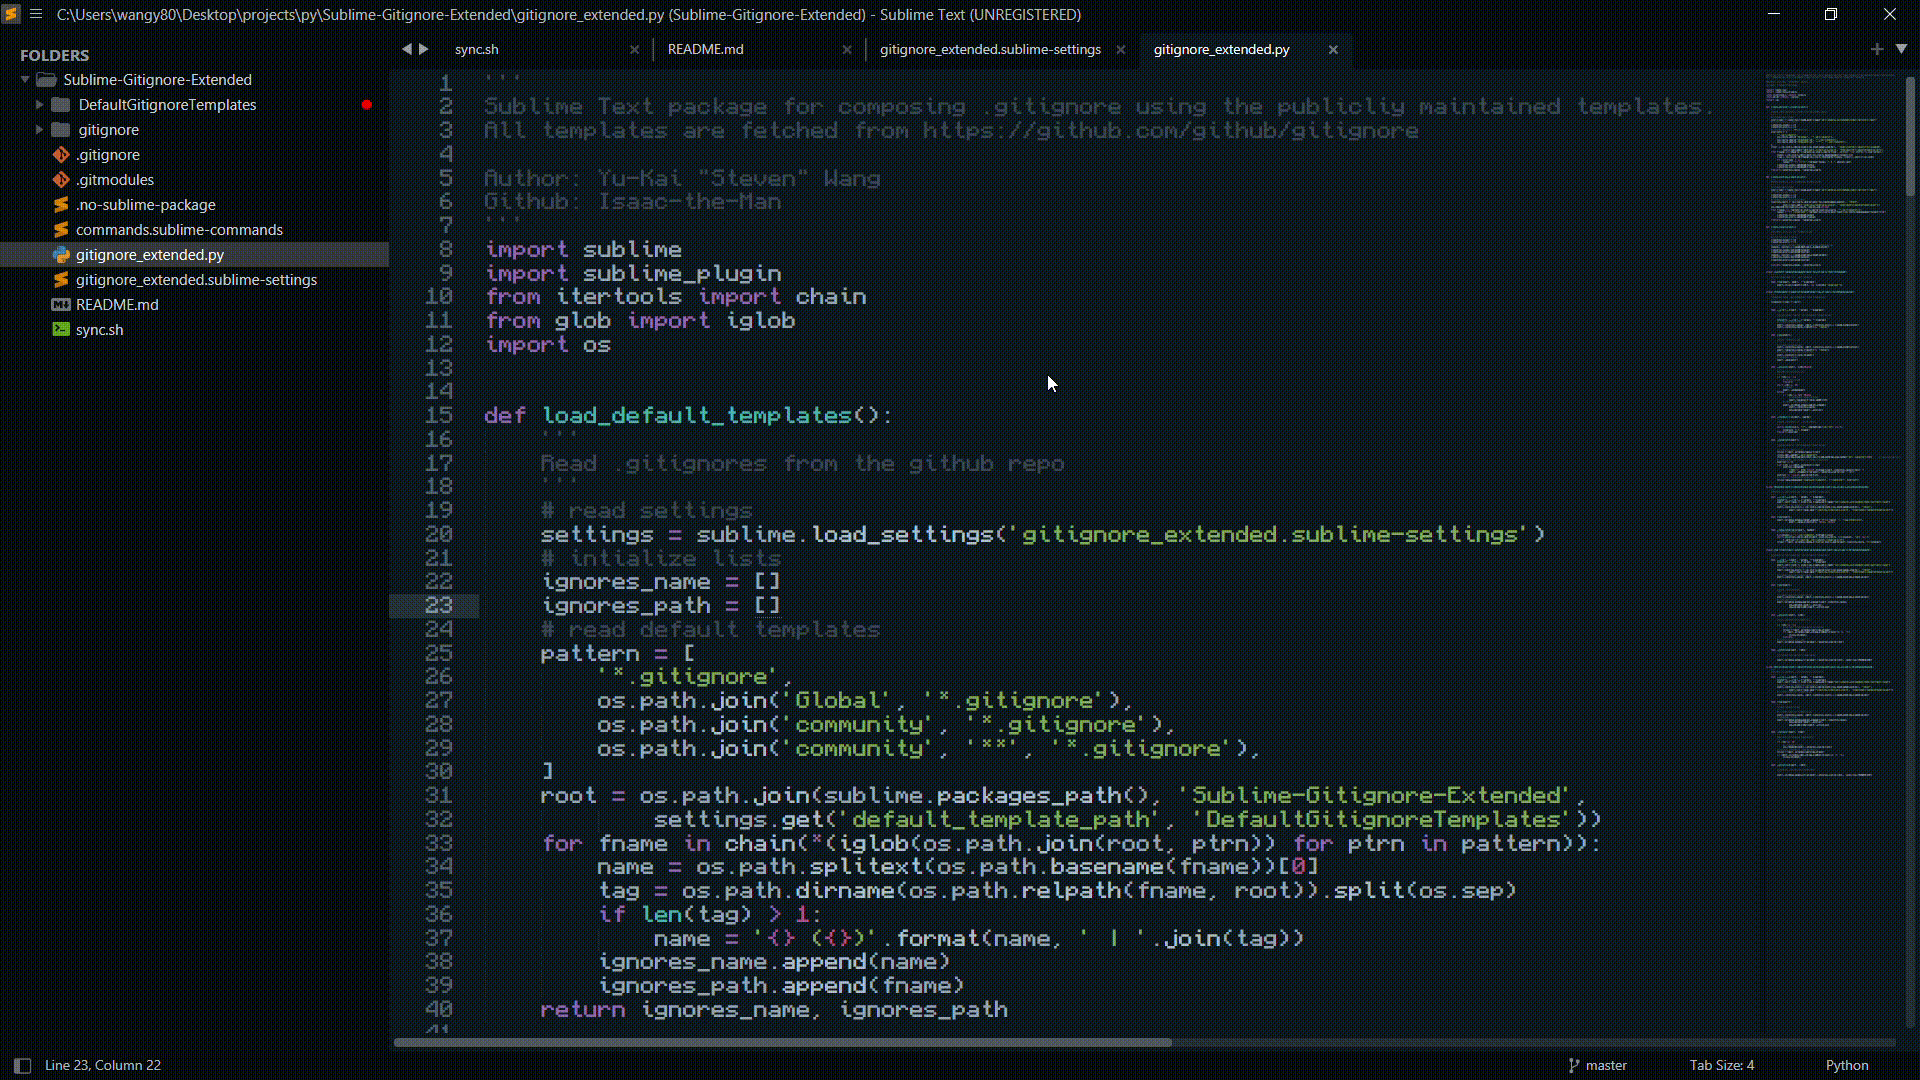 C:\Users\wangy80\Desktop\projects\py\Sublime-Gitignore-Extended\gitignore_extended.py (Sublime-Gitignore-Extended) - Sublime Text (UNREGISTERED)
FOLDERS
Sublime-Gitignore-Extended
DefaultGitignoreTemplates
gitignore
.gitignore
.gitmodules
.no-sublime-package
commands.sublime-commands
gitignore_extended.py
gitignore_extended.sublime-settings
README.md
sync.sh
sync.sh
README.md
gitignore_extended.sublime-settings
gitignore_extended.py
1 '''
2 Sublime Text package for composing .gitignore using the publicliy maintained templates.
3 All templates are fetched from https://github.com/github/gitignore
4
5 Author: Yu-Kai "Steven" Wang
6 Github: Isaac-the-Man
7 '''
8 import sublime
9 import sublime_plugin
10 from itertools import chain
11 from glob import iglob
12 import os
13
14
15 def load_default_templates():
16 '''
17 Read .gitignores from the github repo
18 '''
19 # read settings
20 settings = sublime.load_settings('gitignore_extended.sublime-settings')
21 # intialize lists
22 ignores_name = []
23 ignores_path = []
24 # read default templates
25 pattern = [
26 '*.gitignore',
27 os.path.join('Global', '*.gitignore'),
28 os.path.join('community', '*.gitignore'),
29 os.path.join('community', '**', '*.gitignore'),
30 ]
31 root = os.path.join(sublime.packages_path(), 'Sublime-Gitignore-Extended',
32 settings.get('default_template_path', 'DefaultGitignoreTemplates'))
33 for fname in chain(*(iglob(os.path.join(root, ptrn)) for ptrn in pattern)):
34 name = os.path.splitext(os.path.basename(fname))[0]
35 tag = os.path.dirname(os.path.relpath(fname, root)).split(os.sep)
36 if len(tag) > 1:
37 name = '{} ({})'.format(name, ' | '.join(tag))
38 ignores_name.append(name)
39 ignores_path.append(fname)
40 return ignores_name, ignores_path
41
Line 23, Column 22
master
Tab Size: 4
Python